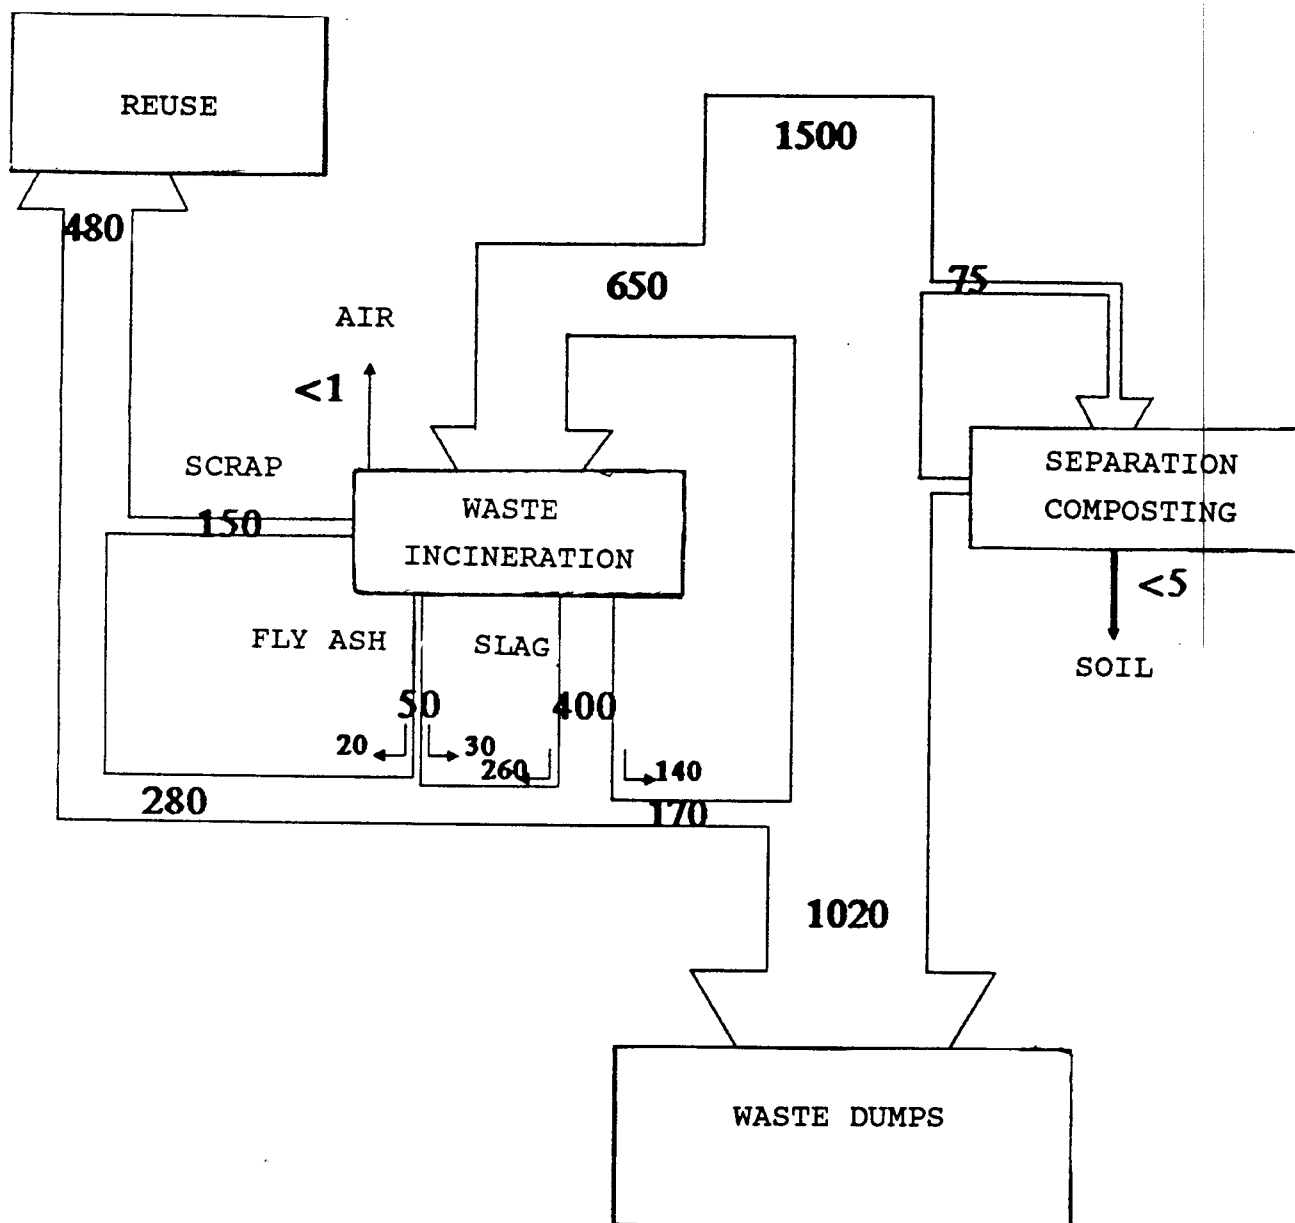 REUSE
1500
480
650
75
AIR
<1
SCRAP
150
WASTE
INCINERATION
SEPARATION
COMPOSTING
<5
SOIL
FLY ASH
SLAG
50
400
20
30
260
140
280
170
1020
WASTE DUMPS